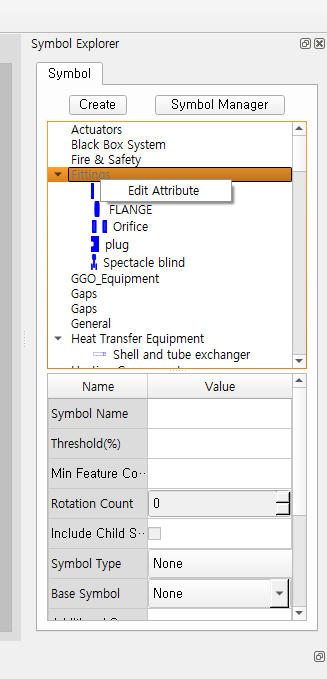 Symbol Explorer
Symbol
Create
Symbol Manager
Actuators
Black Box System
Fire & Safety
Fittings
Edit Attribute
FLANGE
Orifice
plug
Spectacle blind
GGO_Equipment
Gaps
Gaps
General
Heat Transfer Equipment
Shell and tube exchanger
Name Value
Symbol Name
Threshold(%)
Min Feature Co···
Rotation Count 0
Include Child S···
Symbol Type None
Base Symbol None